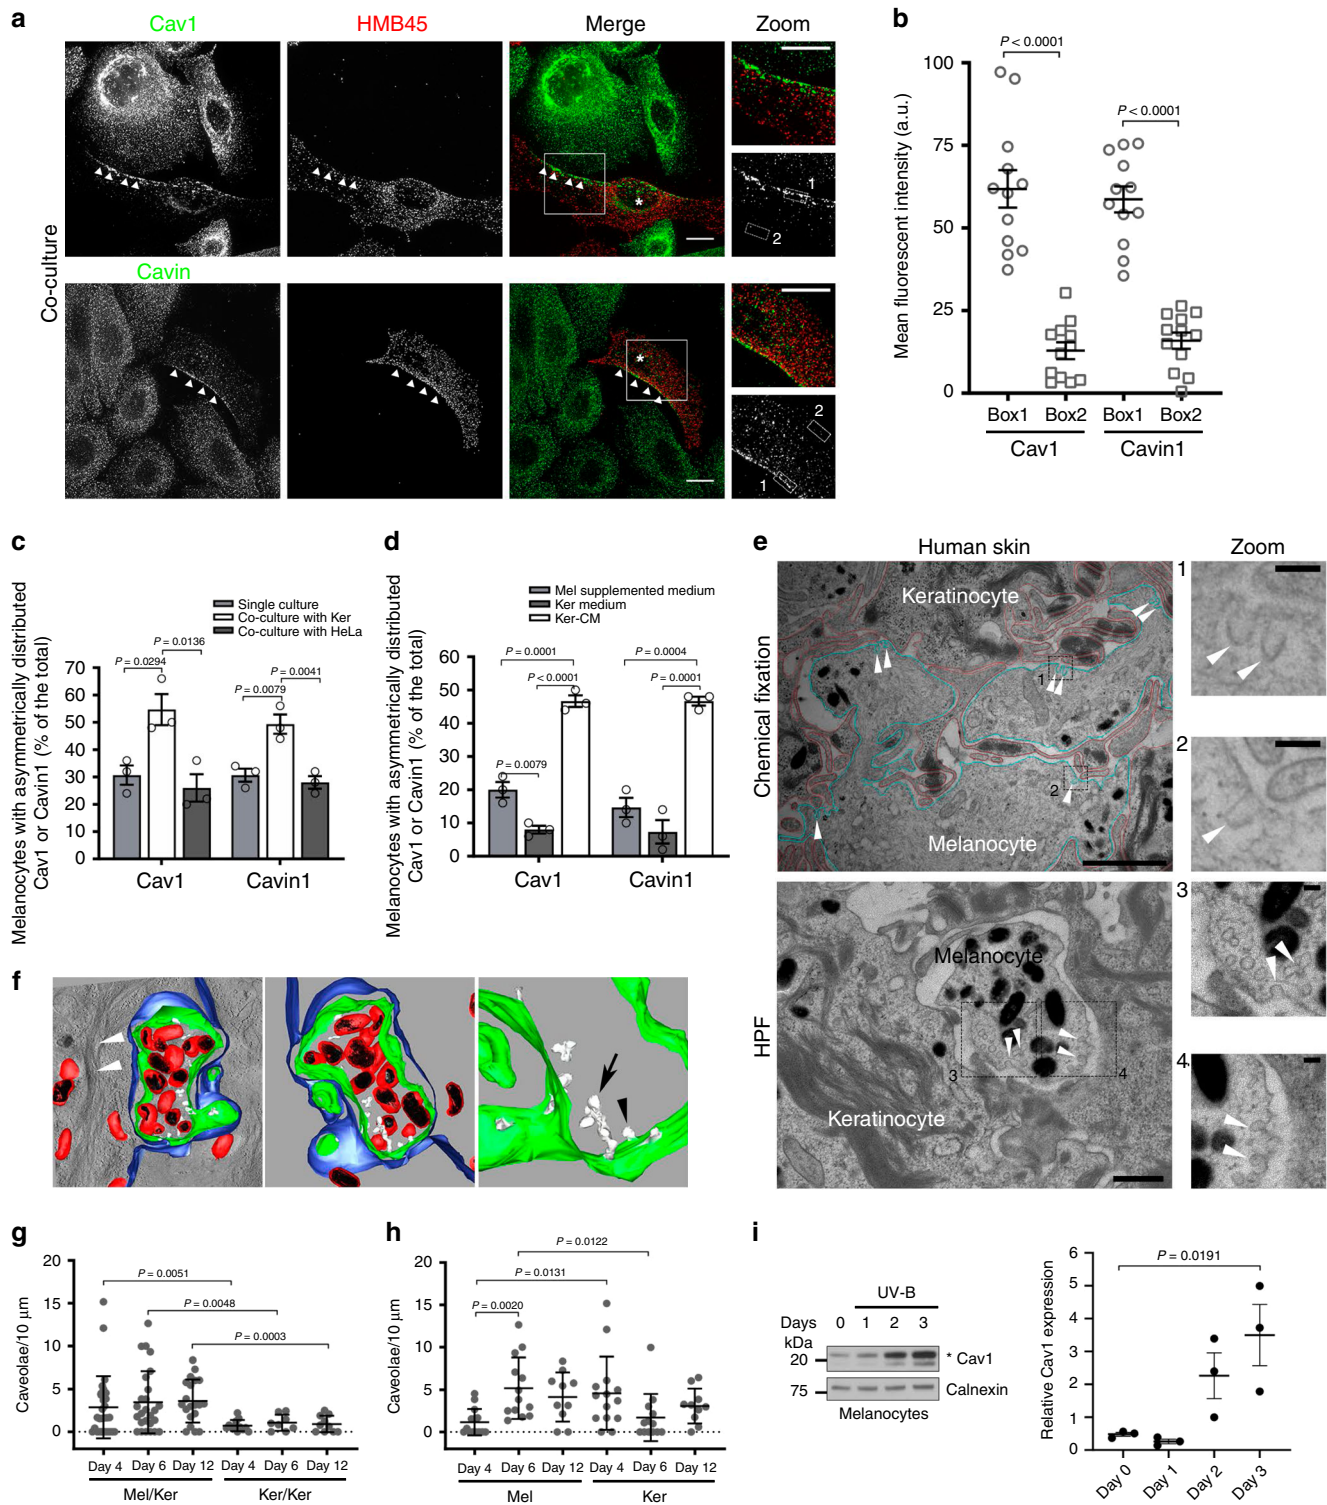 a
Cav1
HMB45
Merge
Zoom
1
2
Cavin
2
1
Co-culture
b
P < 0.0001
P < 0.0001
Mean fluorescent intensity (a.u.)
100
75
50
25
0
Box1 Box2 Box1 Box2
Cav1 Cavin1
c
Melanocytes with asymmetrically distributed
Cav1 or Cavin1 (% of the total)
Single culture
Co-culture with Ker
Co-culture with HeLa
P = 0.0136
P = 0.0294
P = 0.0041
P = 0.0079
70
60
50
40
30
20
10
0
Cav1 Cavin1
d
Melanocytes with asymmetrically distributed
Cav1 or Cavin1 (% of the total)
Mel supplemented medium
Ker medium
Ker-CM
P = 0.0001
P < 0.0001
P = 0.0079
P = 0.0004
P = 0.0001
60
50
40
30
20
10
0
Cav1 Cavin1
e
Human skin
Zoom
Chemical fixation
Keratinocyte
1
2
Melanocyte
1
2
HPF
Melanocyte
3
4
Keratinocyte
3
4
f
g
Caveolae/10 µm
20
15
10
5
0
P = 0.0051
P = 0.0048
P = 0.0003
Day 4 Day 6 Day 12 Day 4 Day 6 Day 12
Mel/Ker Ker/Ker
h
Caveolae/10 µm
20
15
10
5
0
P = 0.0122
P = 0.0131
P = 0.0020
Day 4 Day 6 Day 12 Day 4 Day 6 Day 12
Mel Ker
i
UV-B
Days 0 1 2 3
kDa
20
* Cav1
75
Calnexin
Melanocytes
Relative Cav1 expression
6
5
4
3
2
1
0
P = 0.0191
Day 0 Day 1 Day 2 Day 3